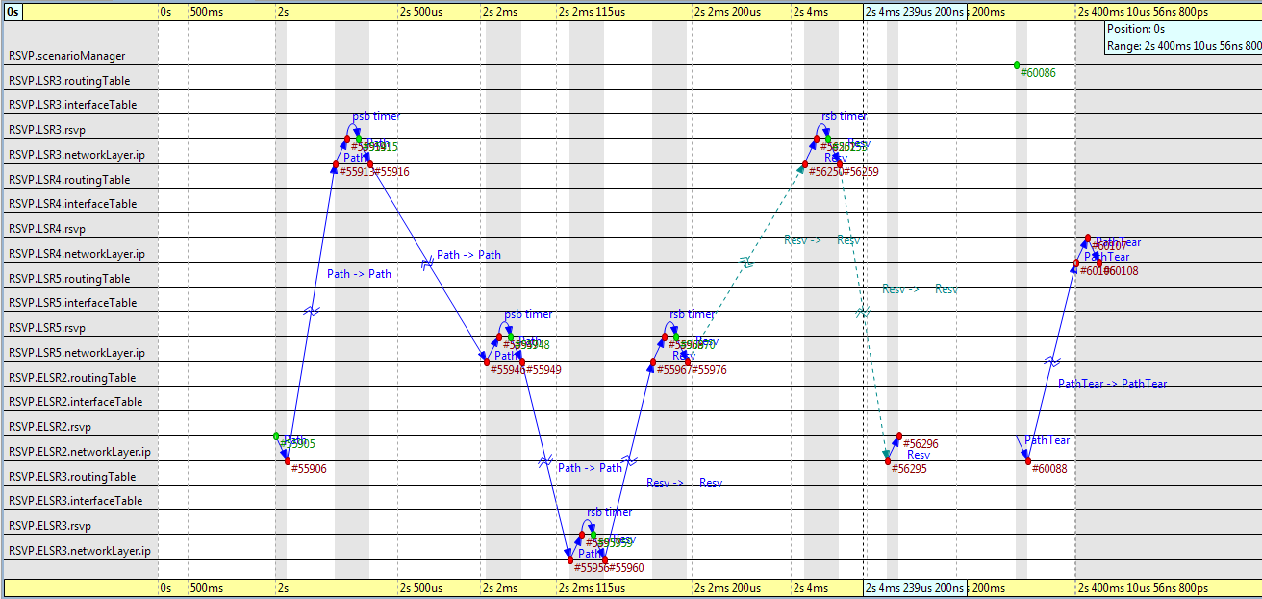 0s 0s 500ms 2s 2s 500us 2s 2ms 2s 2ms 115us 2s 2ms 200us 2s 4ms 2s 4ms 239us 200ns 200ms 2s 400ms 10us 56ns 800ps
Position: 0s
Range: 2s 400ms 10us 56ns 800
RSVP.scenarioManager
#60086
RSVP.LSR3.routingTable
RSVP.LSR3.interfaceTable
psb timer rsb timer
RSVP.LSR3.rsvp
Path Resv
RSVP.LSR3.networkLayer.ip
Path Resv
#55916 #56250 #56259
RSVP.LSR4.routingTable
RSVP.LSR4.interfaceTable
RSVP.LSR4.rsvp
Resv -> Resv
#60107 PathTear
RSVP.LSR4.networkLayer.ip
Path -> Path
PathTear
#60108
Path -> Path
RSVP.LSR5.routingTable
Resv -> Resv
RSVP.LSR5.interfaceTable
psb timer rsb timer
RSVP.LSR5.rsvp
Path Resv
RSVP.LSR5.networkLayer.ip
Path Resv
#55946 #55949 #55967 #55976
RSVP.ELSR2.routingTable
PathTear -> PathTear
RSVP.ELSR2.interfaceTable
RSVP.ELSR2.rsvp
Path
#55905 #56296 PathTear
RSVP.ELSR2.networkLayer.ip
Resv
#55906 #56295 #60088
Path -> Path
RSVP.ELSR3.routingTable
Resv -> Resv
RSVP.ELSR3.interfaceTable
rsb timer
RSVP.ELSR3.rsvp
Resv
RSVP.ELSR3.networkLayer.ip
Path
#55956 #55960
0s 500ms 2s 2s 500us 2s 2ms 2s 2ms 115us 2s 2ms 200us 2s 4ms 2s 4ms 239us 200ns 200ms 2s 400ms 10us 56ns 800ps